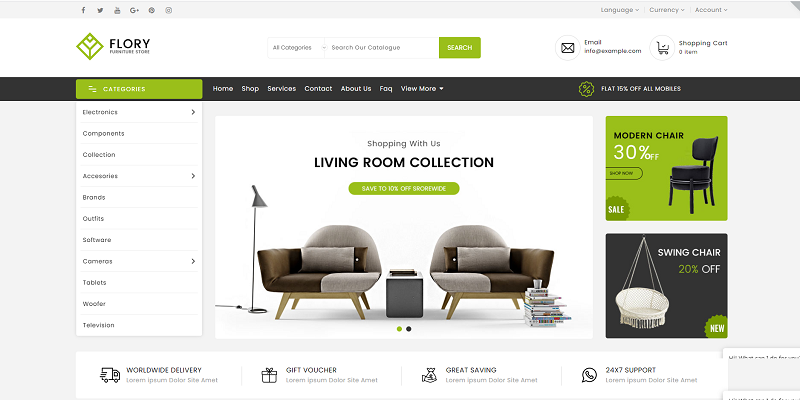 Language
Currency
Account
FLORY
FURNITURE STORE
All Categories
Search Our Catalogue
SEARCH
Email
info@example.com
Shopping Cart
0 item
CATEGORIES
Home Shop Services Contact About Us Faq View More
FLAT 15% OFF ALL MOBILES
Electronics
Components
Collection
Accesories
Brands
Outfits
Software
Cameras
Tablets
Woofer
Television
Shopping With Us
LIVING ROOM COLLECTION
SAVE TO 10% OFF SROREWIDE
MODERN CHAIR
30% OFF
SHOP NOW
SALE
SWING CHAIR
20% OFF
NEW
WORLDWIDE DELIVERY
Lorem Ipsum Dolor Site Amet
GIFT VOUCHER
Lorem Ipsum Dolor Site Amet
GREAT SAVING
Lorem Ipsum Dolor Site Amet
24X7 SUPPORT
Lorem Ipsum Dolor Site Amet